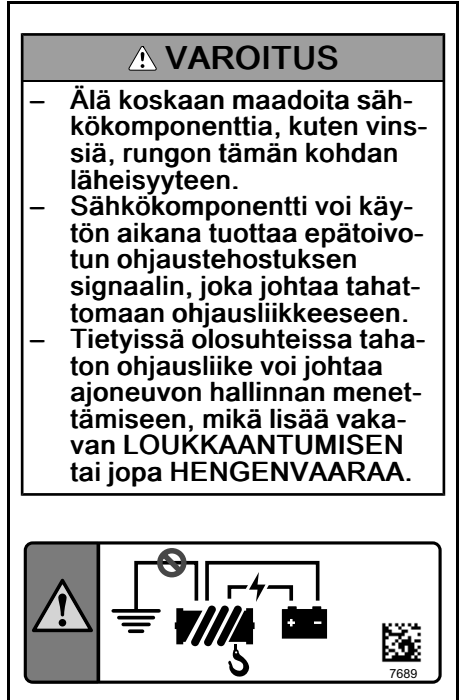 ⚠ VAROITUS
– Älä koskaan maadoita säh-
kökomponenttia, kuten vins-
siä, rungon tämän kohdan
läheisyyteen.
– Sähkökomponentti voi käy-
tön aikana tuottaa epätoivo-
tun ohjaustehostuksen
signaalin, joka johtaa tahat-
tomaan ohjausliikkeeseen.
– Tietyissä olosuhteissa taha-
ton ohjausliike voi johtaa
ajoneuvon hallinnan menet-
tämiseen, mikä lisää vaka-
van LOUKKAANTUMISEN
tai jopa HENGENVAARAA.
7689